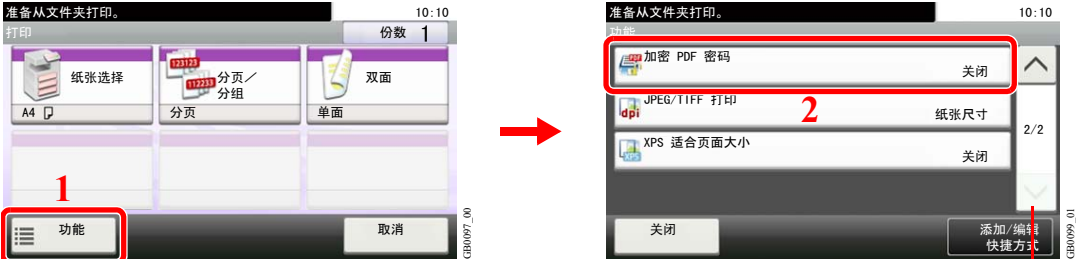 准备从文件夹打印。
10:10
打印
份数 1
纸张选择
A4
123123
112233
分页／
分组
分页
双面
单面
1
功能
取消
GB0097_00
准备从文件夹打印。
10:10
功能
PDF
加密 PDF 密码
关闭
dpi
JPEG/TIFF 打印
纸张尺寸
2
XPS
XPS 适合页面大小
关闭
2/2
关闭
添加/编辑
快捷方式
GB0099_01